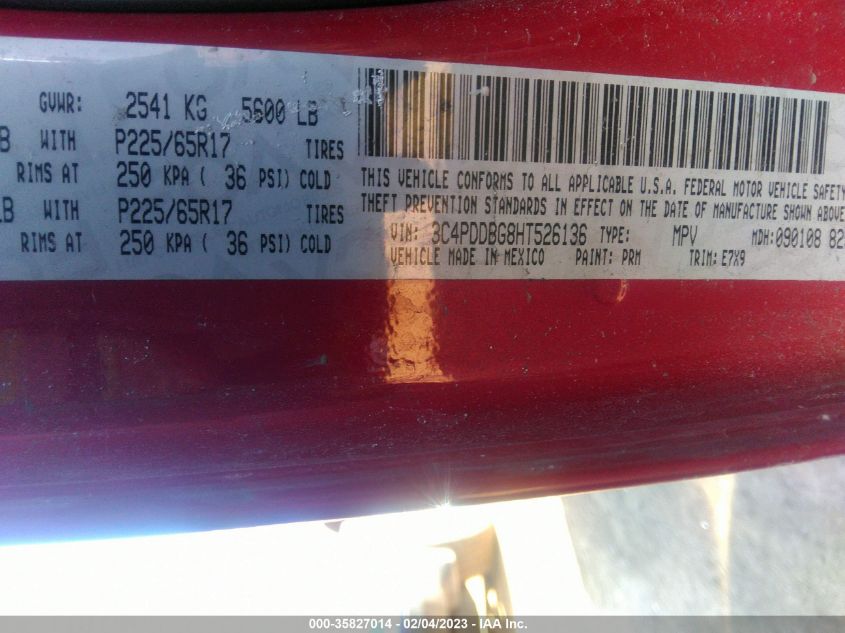 GVWR: 2541 KG 5600 LB
B WITH P225/65R17 TIRES
RIMS AT 250 KPA ( 36 PSI) COLD
LB WITH P225/65R17 TIRES
RIMS AT 250 KPA ( 36 PSI) COLD
THIS VEHICLE CONFORMS TO ALL APPLICABLE U.S.A. FEDERAL MOTOR VEHICLE SAFETY
THEFT PREVENTION STANDARDS IN EFFECT ON THE DATE OF MANUFACTURE SHOWN ABOVE
VIN: 3C4PDDBG8HT526136 TYPE: MPV MDH:090108 82
VEHICLE MADE IN MEXICO PAINT: PRM TRIM: E7X9
000-35827014 - 02/04/2023 - IAA Inc.